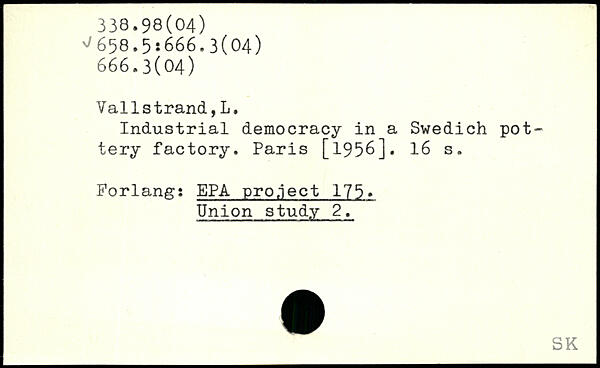 338.98(04)
✓658.5:666.3(04)
666.3(04)
Vallstrand,L.
Industrial democracy in a Swedich pot-
tery factory. Paris [1956]. 16 s.
Forlang: EPA project 175.
Union study 2.
SK